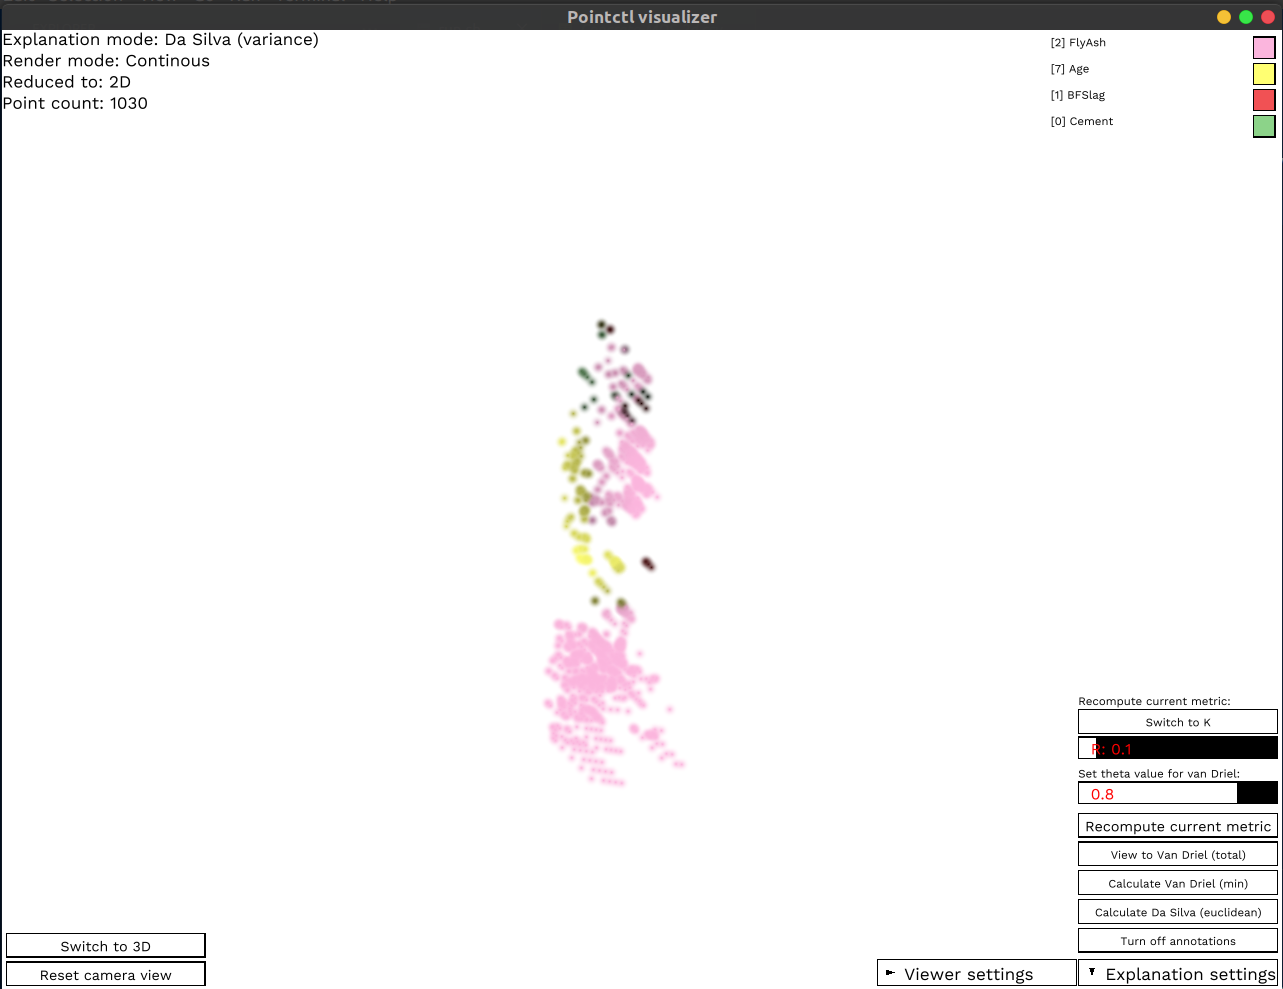 Pointctl visualizer
Explanation mode: Da Silva (variance)
Render mode: Continous
Reduced to: 2D
Point count: 1030
[2] FlyAsh
[7] Age
[1] BFSlag
[0] Cement
Recompute current metric:
Switch to K
R: 0.1
Set theta value for van Driel:
0.8
Recompute current metric
View to Van Driel (total)
Calculate Van Driel (min)
Calculate Da Silva (euclidean)
Turn off annotations
Switch to 3D
Reset camera view
Viewer settings
Explanation settings